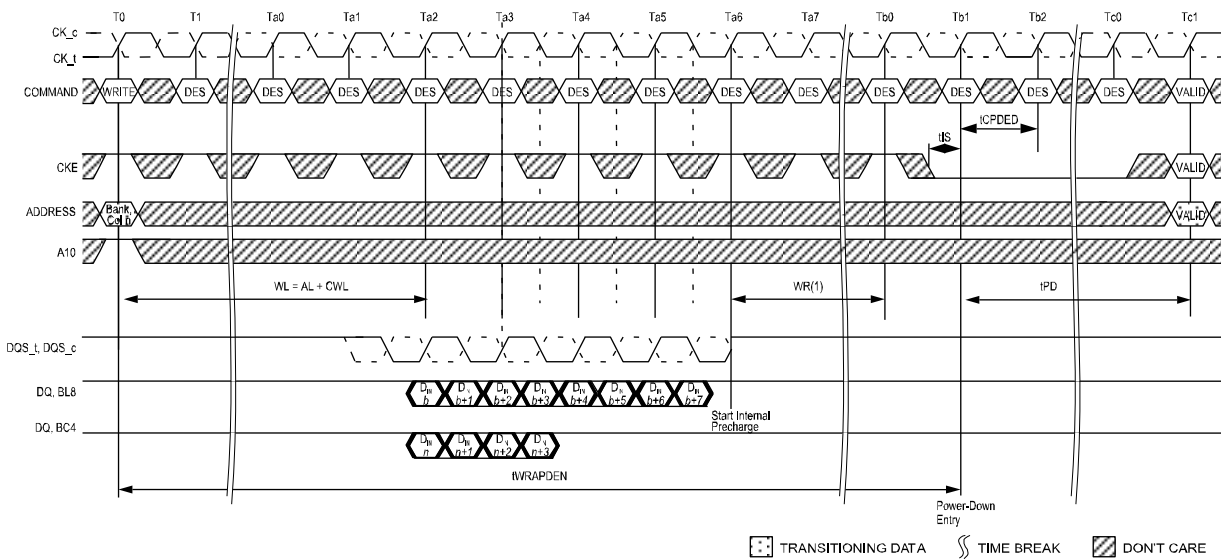 T0 T1 Ta0 Ta1 Ta2 Ta3 Ta4 Ta5 Ta6 Ta7 Tb0 Tb1 Tb2 Tc0 Tc1
CK_c
CK_t
COMMAND WRITE DES DES DES DES DES DES DES DES DES DES DES DES DES VALID
tCPDED
tIS
CKE VALID
ADDRESS Bank, Col b VALID
A10
WL = AL + CWL WR(1) tPD
DQS_t, DQS_c
DQ, BL8 DIN b DIN b+1 DIN b+2 DIN b+3 DIN b+4 DIN b+5 DIN b+6 DIN b+7
Start Internal
Precharge
DQ, BC4 DIN n DIN n+1 DIN n+2 DIN n+3
tWRAPDEN
Power-Down
Entry
TRANSITIONING DATA TIME BREAK DON'T CARE